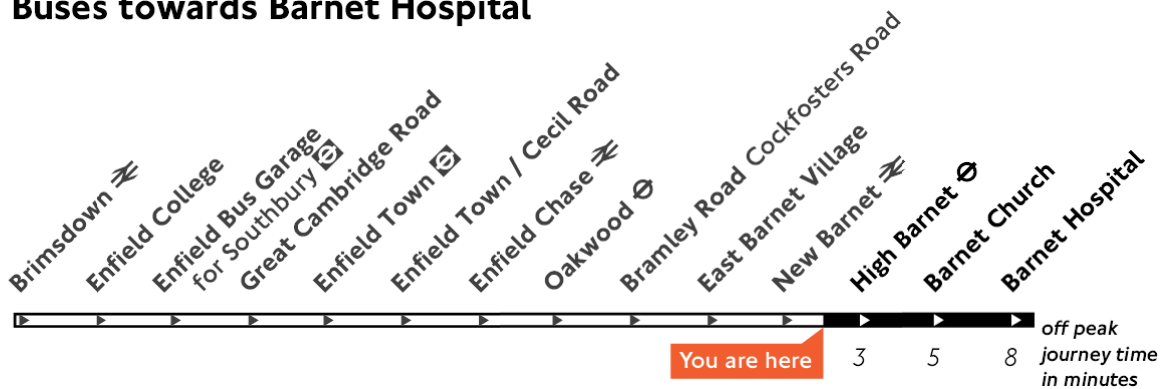 Buses towards Barnet Hospital
Brimsdown
Enfield College
Enfield Bus Garage
for Southbury
Great Cambridge Road
Enfield Town
Enfield Town / Cecil Road
Enfield Chase
Oakwood
Bramley Road Cockfosters Road
East Barnet Village
New Barnet
High Barnet
Barnet Church
Barnet Hospital
You are here
3
5
8
off peak
journey time
in minutes